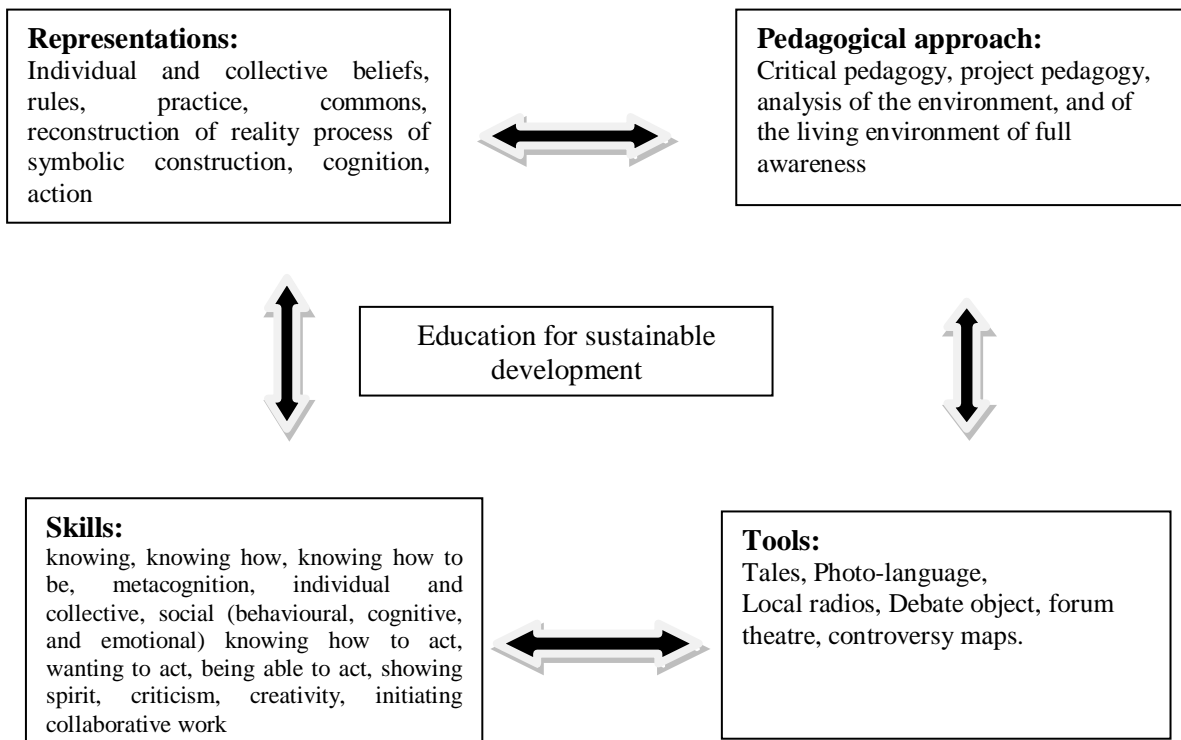 Representations:
Individual and collective beliefs,
rules, practice, commons,
reconstruction of reality process of
symbolic construction, cognition,
action
Pedagogical approach:
Critical pedagogy, project pedagogy,
analysis of the environment, and of
the living environment of full
awareness
Education for sustainable
development
Skills:
knowing, knowing how, knowing how to
be, metacognition, individual and
collective, social (behavioural, cognitive,
and emotional) knowing how to act,
wanting to act, being able to act, showing
spirit, criticism, creativity, initiating
collaborative work
Tools:
Tales, Photo-language,
Local radios, Debate object, forum
theatre, controversy maps.